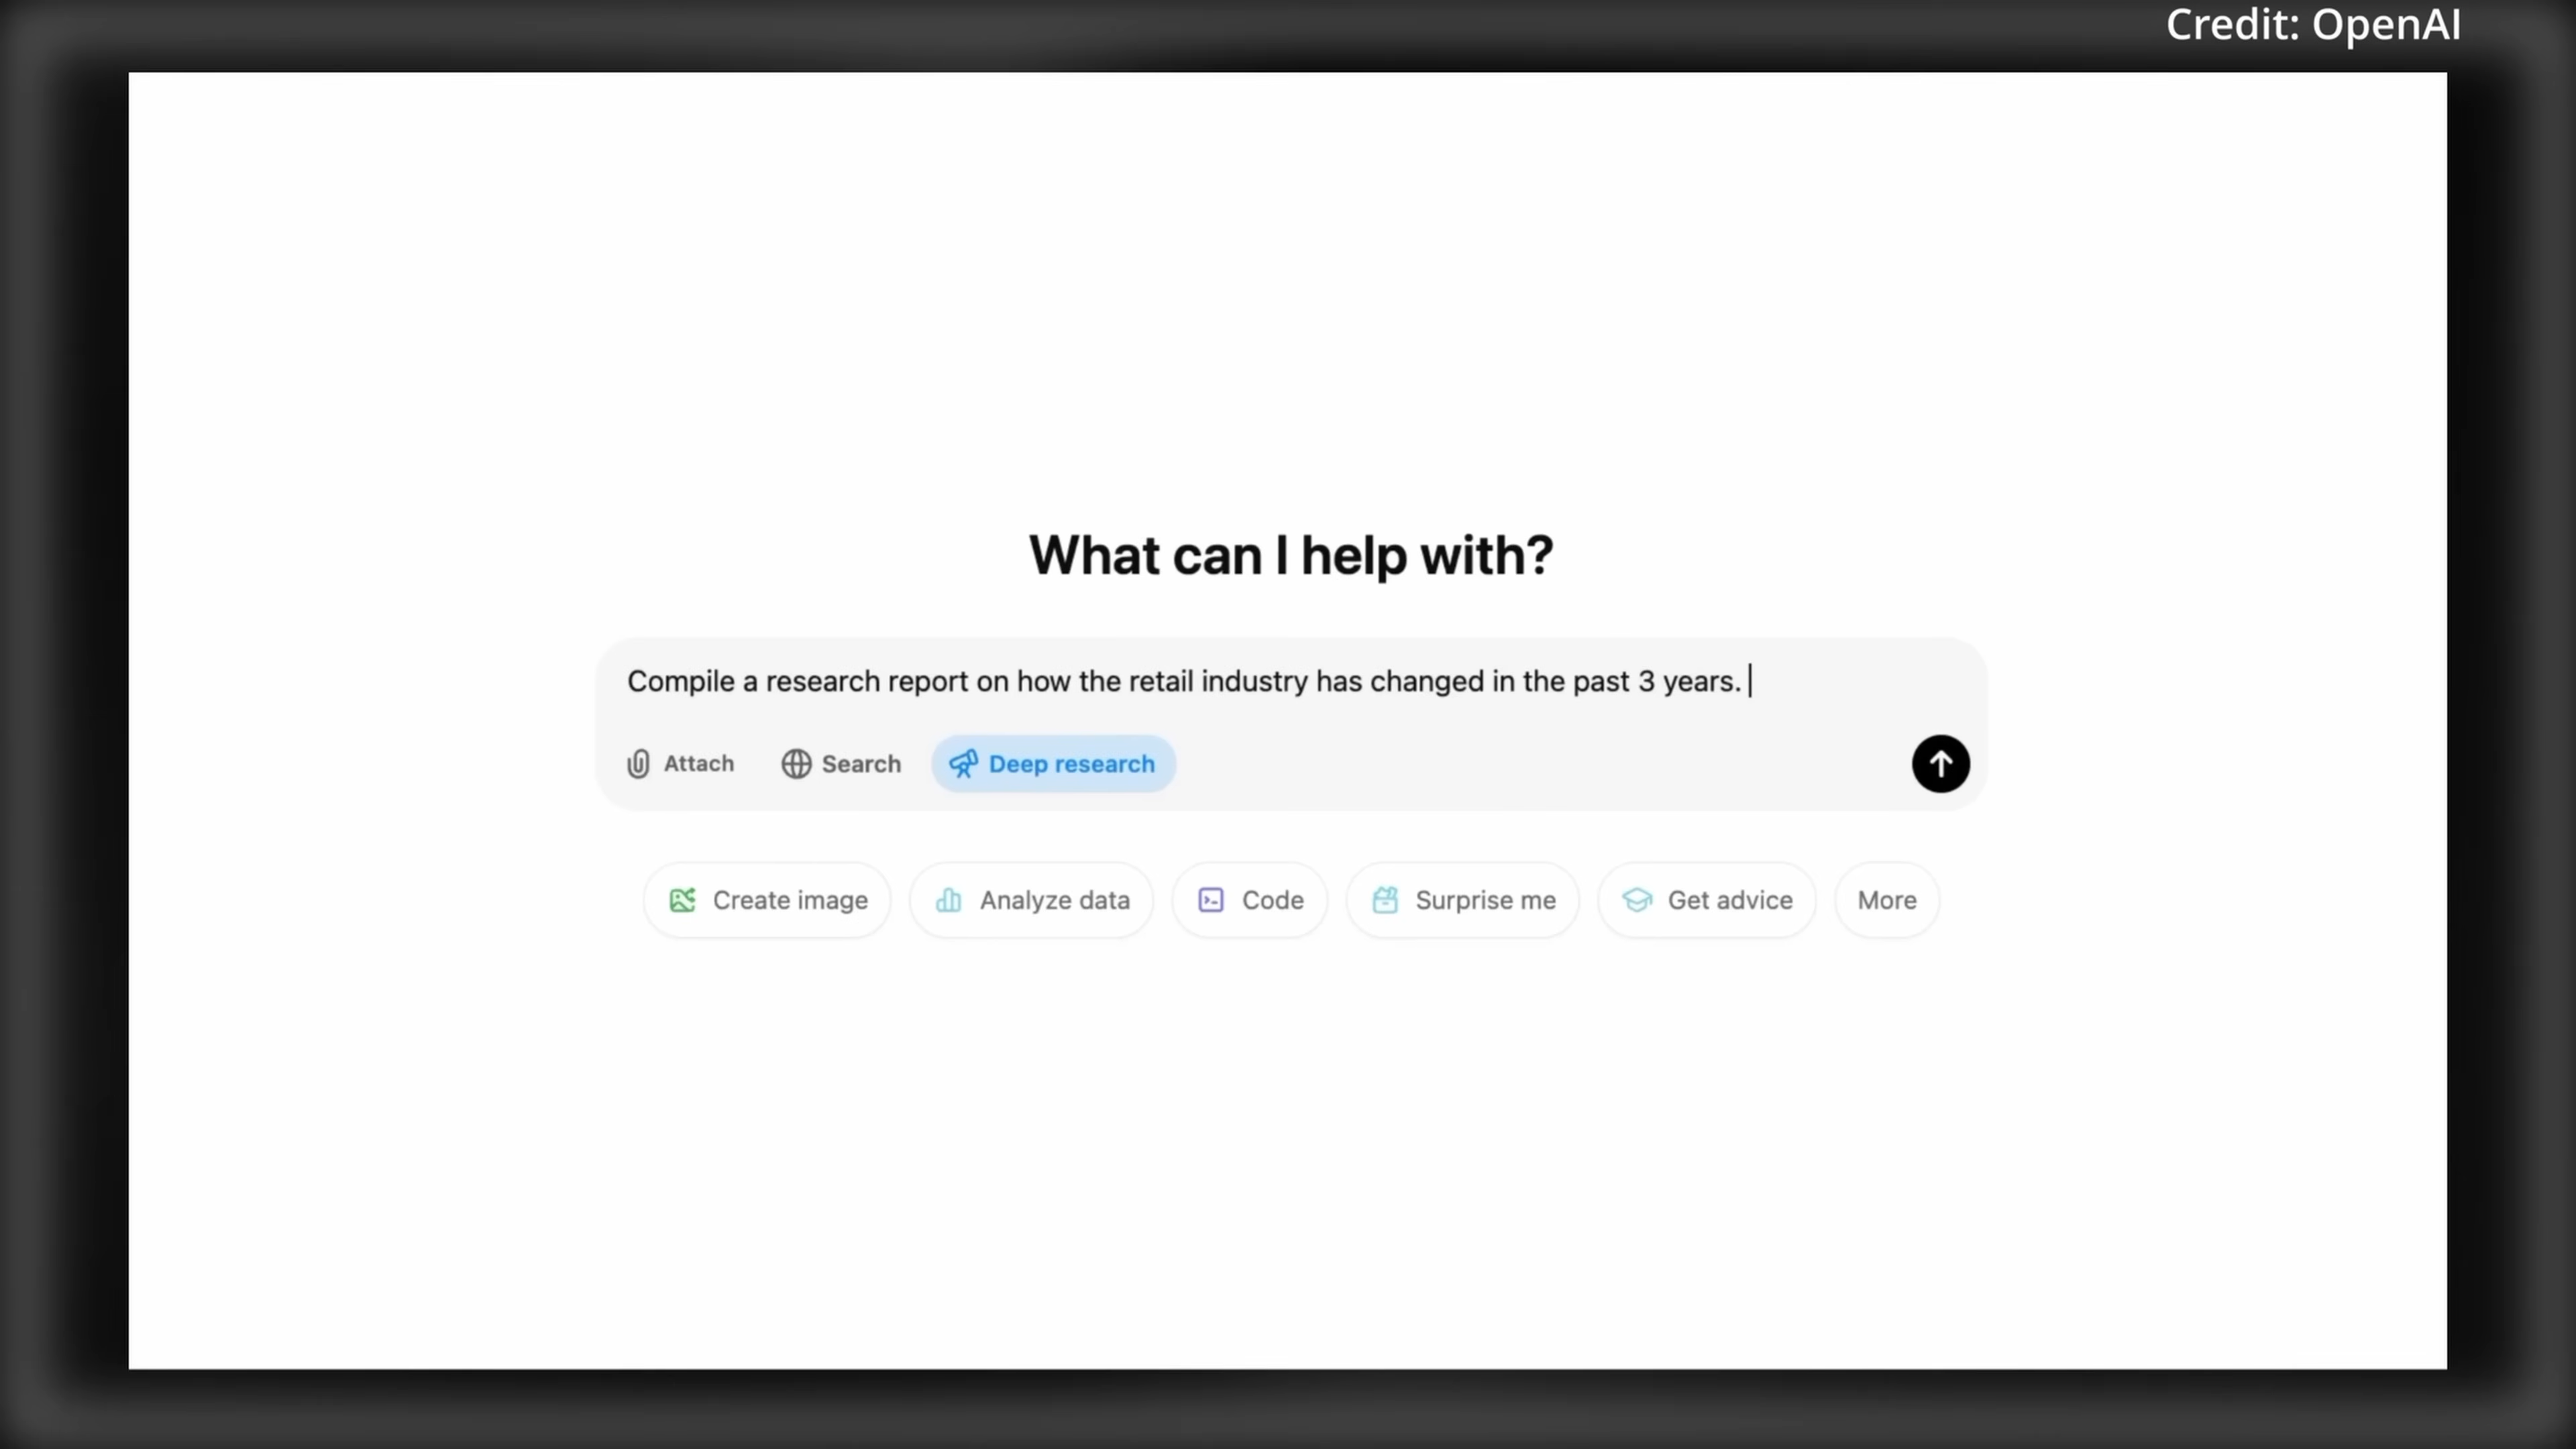 Credit: OpenAI
What can I help with?
Compile a research report on how the retail industry has changed in the past 3 years.
Attach Search Deep research
Create image Analyze data Code Surprise me Get advice More